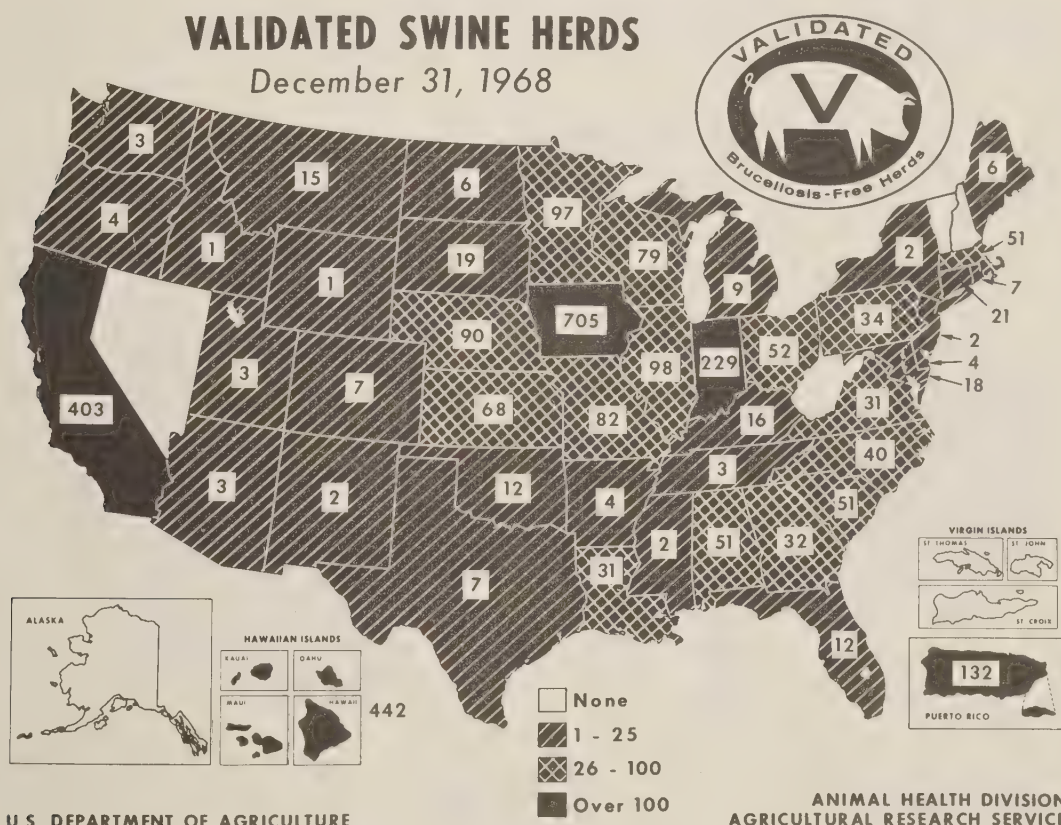 VALIDATED SWINE HERDS
December 31, 1968
VALIDATED
V
Brucellosis-Free Herds
3
15
6
97
6
4
1
1
19
79
9
2
51
7
21
2
4
18
90
705
98
229
52
34
403
3
7
68
82
16
31
3
40
3
2
12
4
2
51
32
51
7
31
12
ALASKA
HAWAIIAN ISLANDS
KAUAI
OAHU
MAUI
HAWAII
442
VIRGIN ISLANDS
ST THOMAS
ST JOHN
ST CROIX
132
PUERTO RICO
None
1 - 25
26 - 100
Over 100
U.S. DEPARTMENT OF AGRICULTURE
ANIMAL HEALTH DIVISION
AGRICULTURAL RESEARCH SERVICE